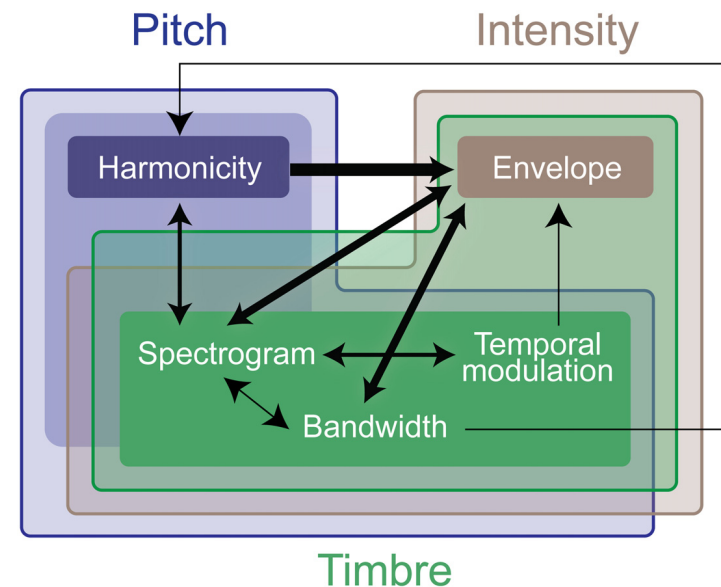 Pitch
Intensity
Harmonicity
Envelope
Spectrogram
Temporal
modulation
Bandwidth
Timbre